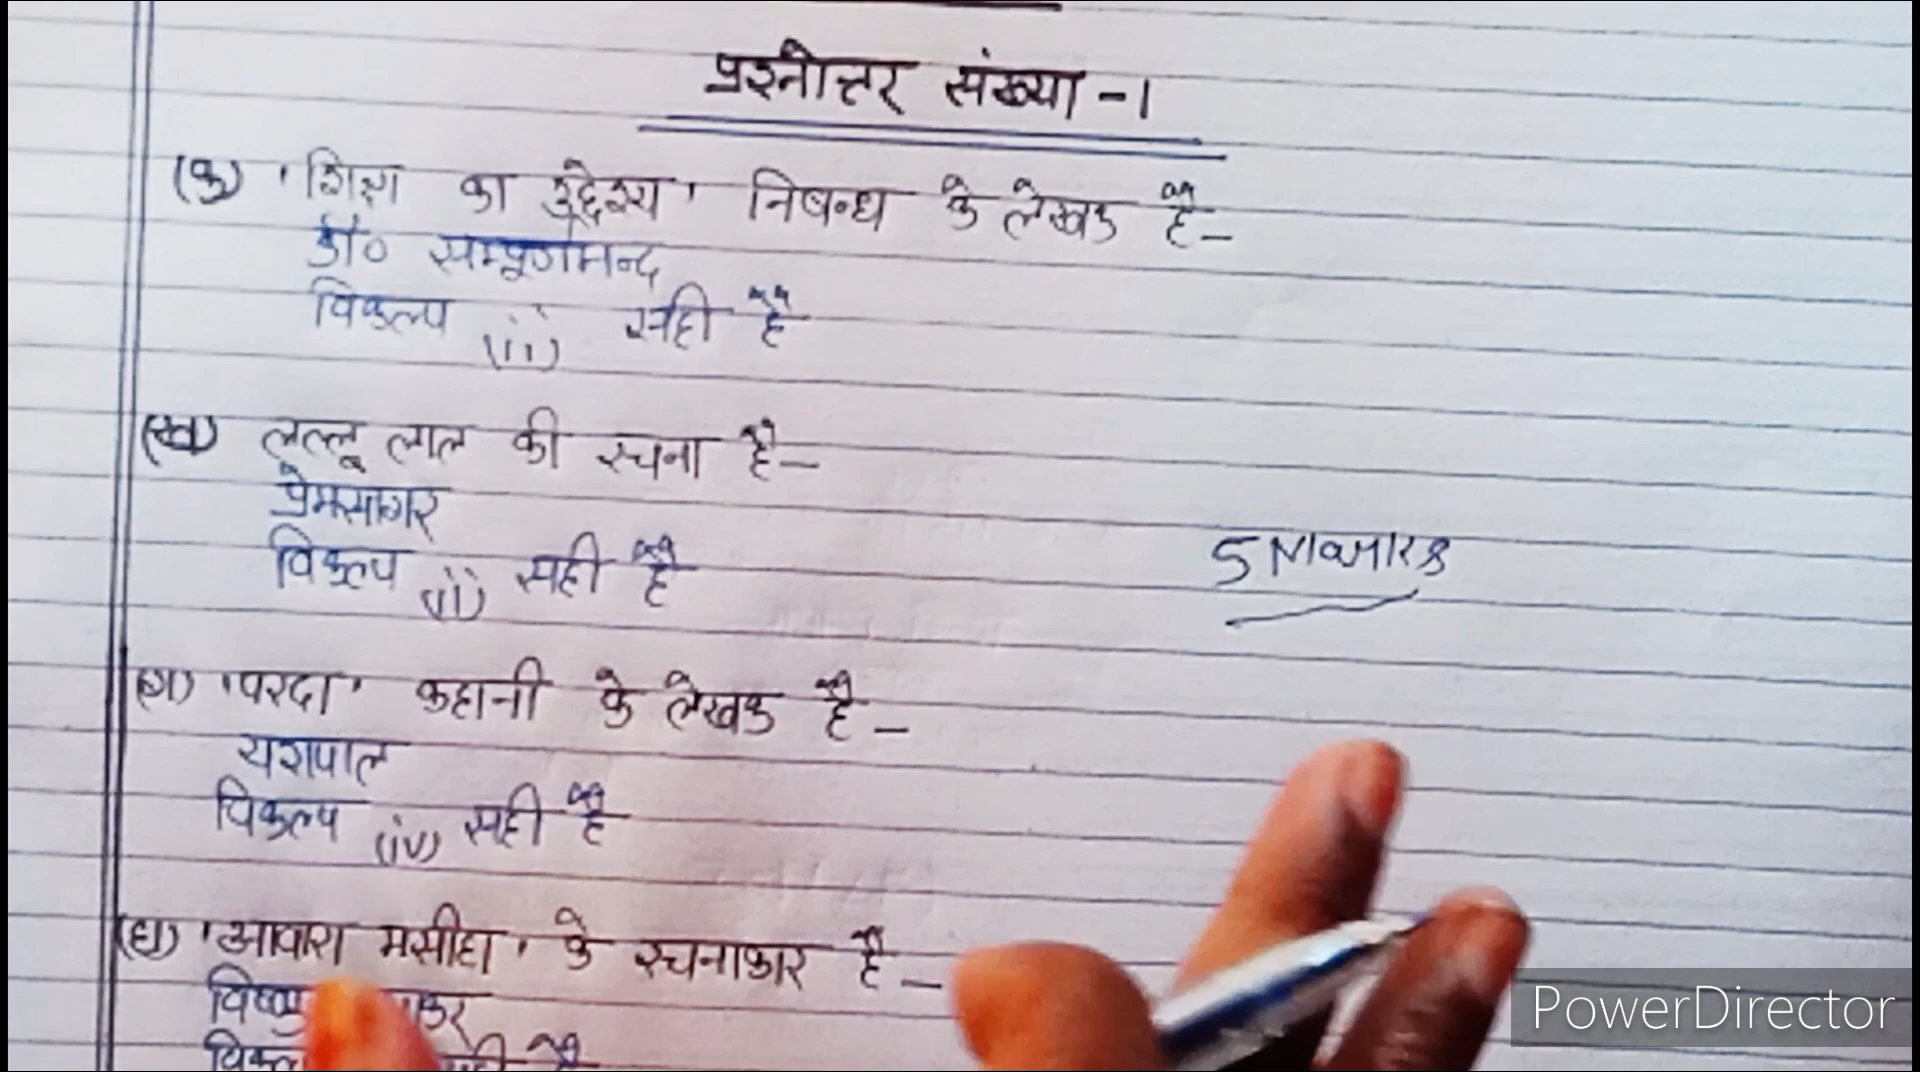 प्रश्नोत्तर संख्या -1
(क) 'शिक्षा का उद्देश्य' निबन्ध के लेखक हैं-
डॉ० सम्पूर्णानन्द
विकल्प (ii) सही है
(ख) लल्लू लाल की रचना है-
प्रेमसागर
विकल्प (ii) सही है
5
(ग) 'परदा' कहानी के लेखक हैं-
यशपाल
विकल्प (iv) सही है
(घ) 'आवारा मसीहा' के रचनाकार हैं-
PowerDirector